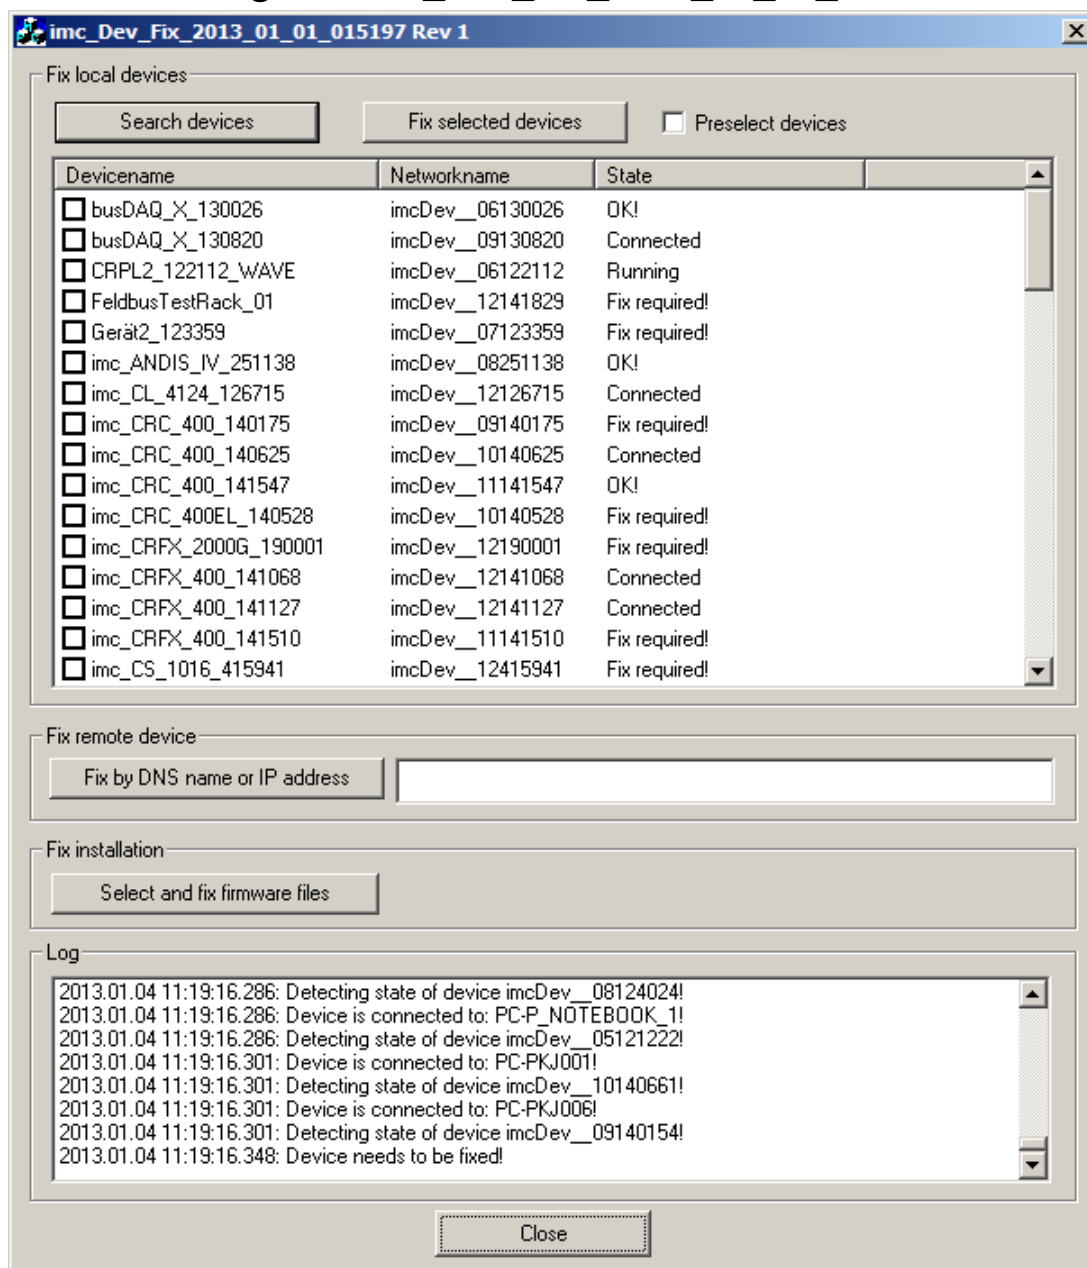 imc_Dev_Fix_2013_01_01_015197 Rev 1
Fix local devices
Search devices Fix selected devices Preselect devices
Devicename Networkname State
busDAQ_X_130026 imcDev__06130026 OK!
busDAQ_X_130820 imcDev__09130820 Connected
CRPL2_122112_WAVE imcDev__06122112 Running
FeldbusTestRack_01 imcDev__12141829 Fix required!
Gerät2_123359 imcDev__07123359 Fix required!
imc_ANDIS_IV_251138 imcDev__08251138 OK!
imc_CL_4124_126715 imcDev__12126715 Connected
imc_CRC_400_140175 imcDev__09140175 Fix required!
imc_CRC_400_140625 imcDev__10140625 Connected
imc_CRC_400_141547 imcDev__11141547 OK!
imc_CRC_400EL_140528 imcDev__10140528 Fix required!
imc_CRFX_2000G_190001 imcDev__12190001 Fix required!
imc_CRFX_400_141068 imcDev__12141068 Connected
imc_CRFX_400_141127 imcDev__12141127 Connected
imc_CRFX_400_141510 imcDev__11141510 Fix required!
imc_CS_1016_415941 imcDev__12415941 Fix required!
Fix remote device
Fix by DNS name or IP address
Fix installation
Select and fix firmware files
Log
2013.01.04 11:19:16.286: Detecting state of device imcDev__08124024!
2013.01.04 11:19:16.286: Device is connected to: PC-P_NOTEBOOK_1!
2013.01.04 11:19:16.286: Detecting state of device imcDev__05121222!
2013.01.04 11:19:16.301: Device is connected to: PC-PKJ001!
2013.01.04 11:19:16.301: Detecting state of device imcDev__10140661!
2013.01.04 11:19:16.301: Device is connected to: PC-PKJ006!
2013.01.04 11:19:16.301: Detecting state of device imcDev__09140154!
2013.01.04 11:19:16.348: Device needs to be fixed!
Close